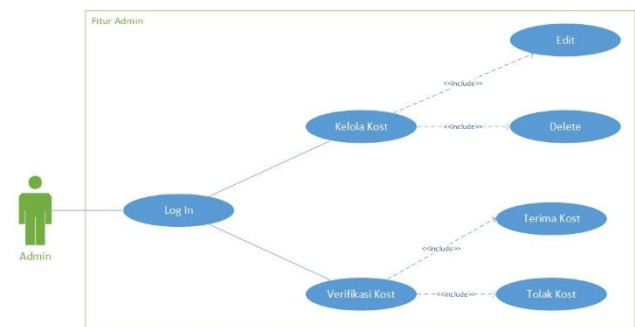 Fitur Admin
Edit
<<include>>
Kelola Kost
<<include>>
Delete
Log In
Admin
Terima Kost
<<include>>
Verifikasi Kost
<<include>>
Tolak Kost